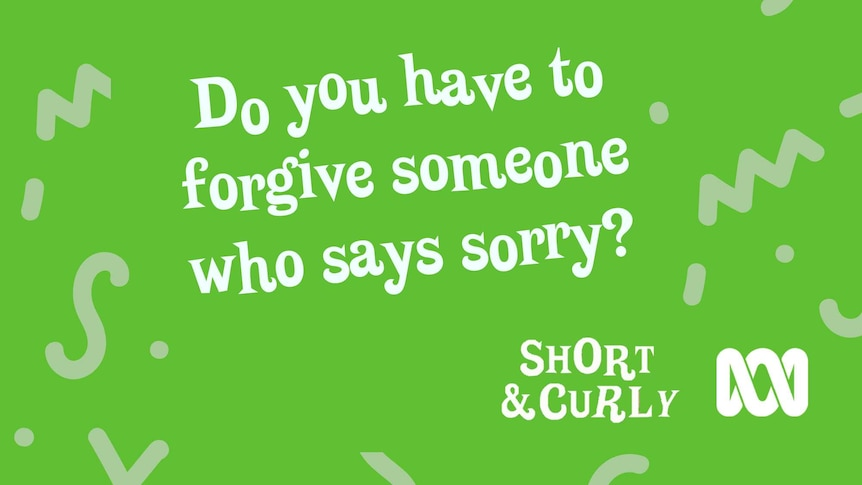 Do you have to
forgive someone
who says sorry?
SHORT
& CURLY